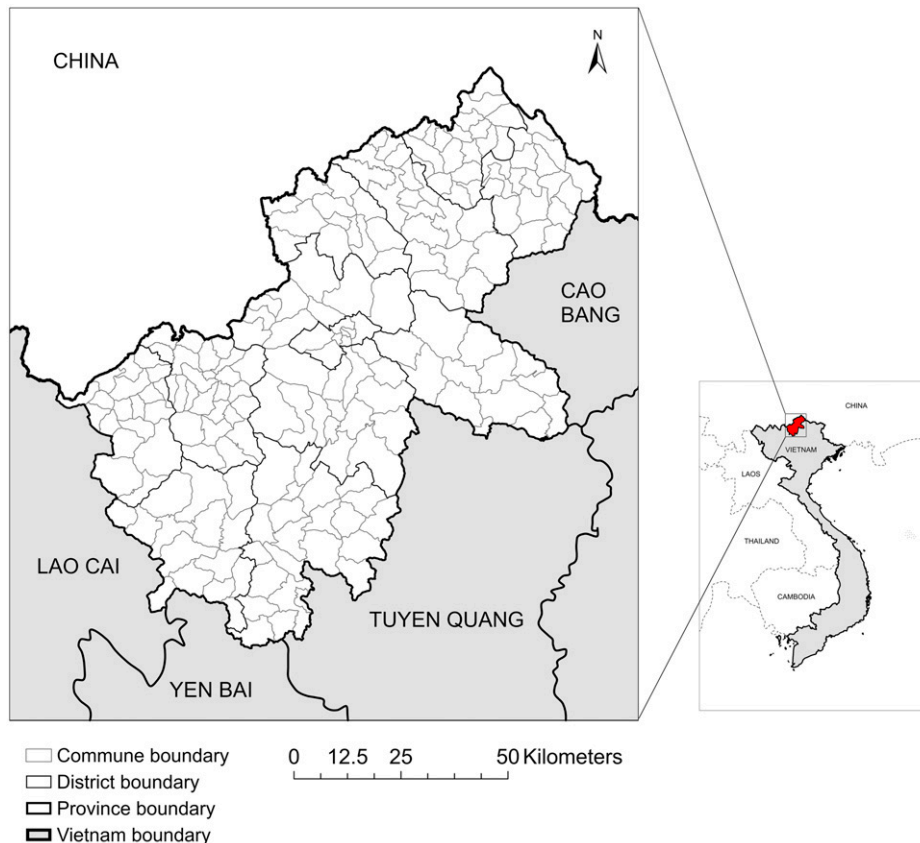 CHINA
N
CAO
BANG
LAO CAI
TUYEN QUANG
YEN BAI
CHINA
VIETNAM
LAOS
THAILAND
CAMBODIA
Commune boundary
District boundary
Province boundary
Vietnam boundary
0 12.5 25 50 Kilometers